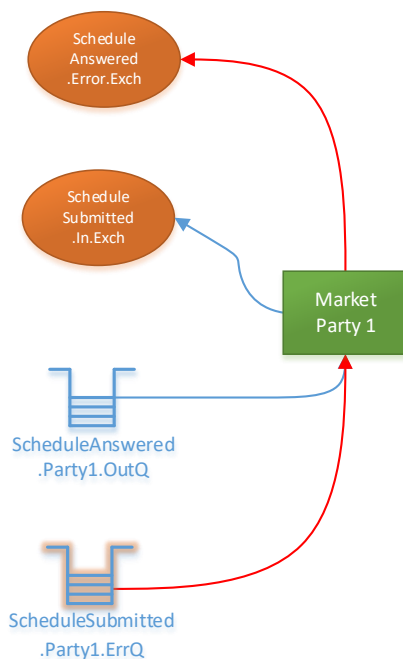 Schedule
Answered
.Error.Exch
Schedule
Submitted
.In.Exch
Market
Party 1
ScheduleAnswered
.Party1.OutQ
ScheduleSubmitted
.Party1.ErrQ